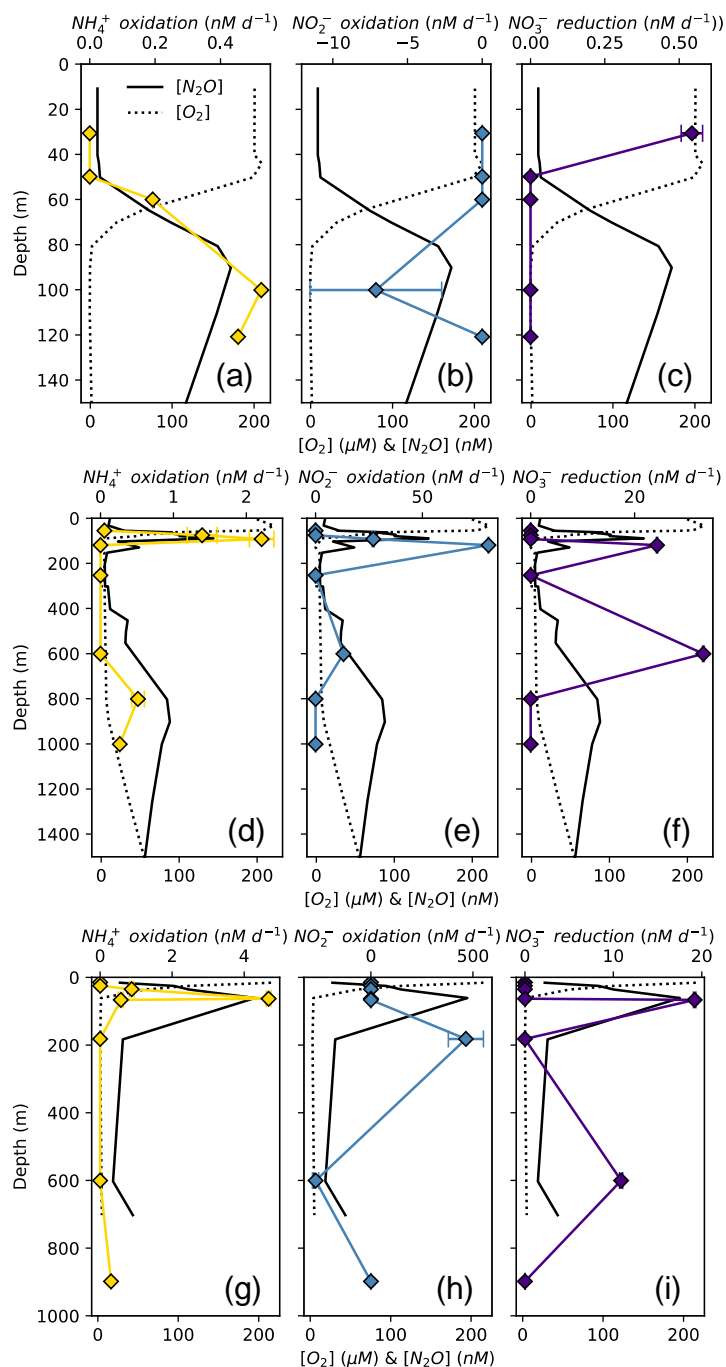 NH₄⁺ oxidation (nM d⁻¹) NO₂⁻ oxidation (nM d⁻¹) NO₃⁻ reduction (nM d⁻¹))
0.0 0.2 0.4 −10 −5 0 0.00 0.25 0.50
0
20
40
60
80
100
120
140
Depth (m)
[N₂O]
[O₂]
(a) (b) (c)
0 100 200 0 100 200 0 100 200
[O₂] (μM) & [N₂O] (nM)
NH₄⁺ oxidation (nM d⁻¹) NO₂⁻ oxidation (nM d⁻¹) NO₃⁻ reduction (nM d⁻¹)
0 1 2 0 50 0 20
0
200
400
600
800
1000
1200
1400
Depth (m)
(d) (e) (f)
0 100 200 0 100 200 0 100 200
[O₂] (μM) & [N₂O] (nM)
NH₄⁺ oxidation (nM d⁻¹) NO₂⁻ oxidation (nM d⁻¹) NO₃⁻ reduction (nM d⁻¹)
0 2 4 0 500 0 10 20
0
200
400
600
800
1000
Depth (m)
(g) (h) (i)
0 100 200 0 100 200 0 100 200
[O₂] (μM) & [N₂O] (nM)